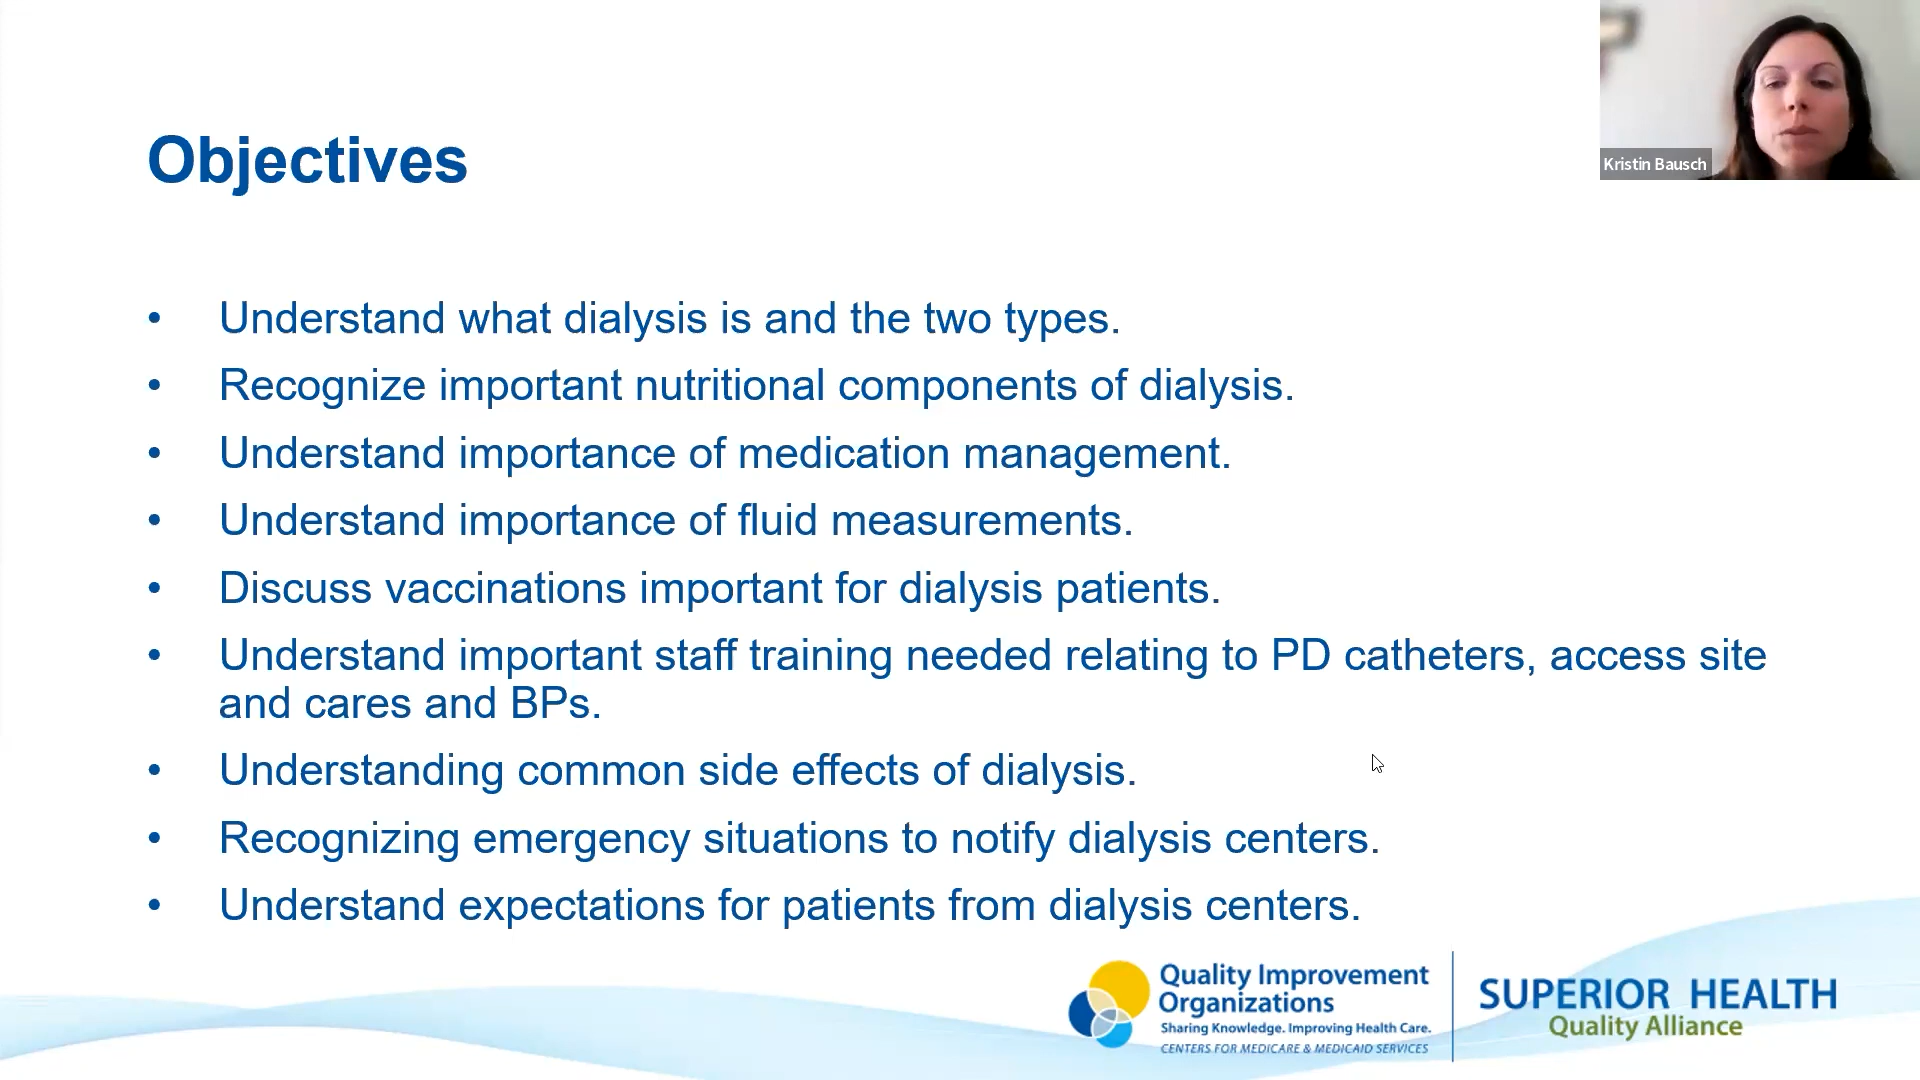 Objectives
• Understand what dialysis is and the two types.
• Recognize important nutritional components of dialysis.
• Understand importance of medication management.
• Understand importance of fluid measurements.
• Discuss vaccinations important for dialysis patients.
• Understand important staff training needed relating to PD catheters, access site
and cares and BPs.
• Understanding common side effects of dialysis.
• Recognizing emergency situations to notify dialysis centers.
• Understand expectations for patients from dialysis centers.
Kristin Bausch
Quality Improvement
Organizations
Sharing Knowledge. Improving Health Care.
CENTERS FOR MEDICARE & MEDICAID SERVICES
SUPERIOR HEALTH
Quality Alliance